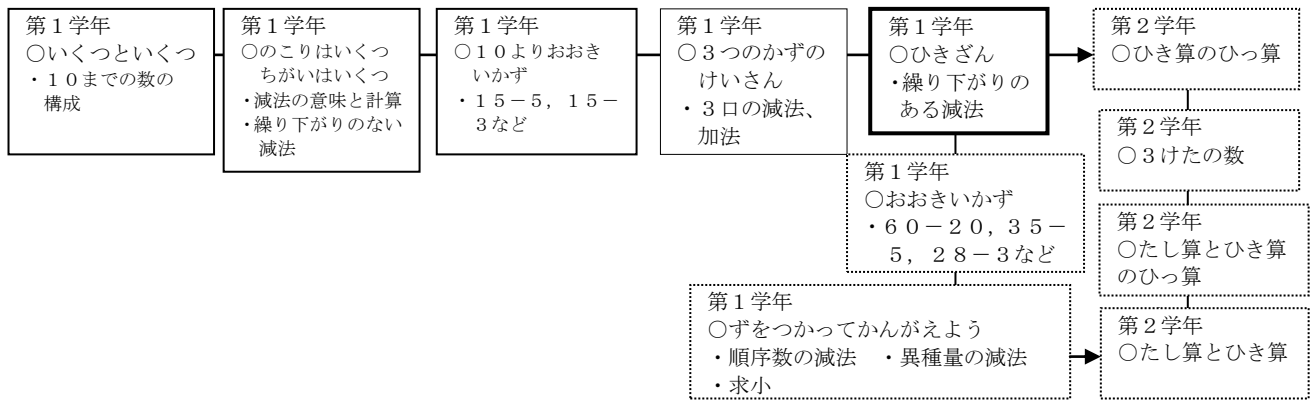 第１学年
○いくつといくつ
・１０までの数の
構成
第１学年
○のこりはいくつ
ちがいはいくつ
・減法の意味と計算
・繰り下がりのない
減法
第１学年
○１０よりおおき
いかず
・１５－５，１５－
３など
第１学年
○３つのかずの
けいさん
・３口の減法、
加法
第１学年
○ひきざん
・繰り下がりの
ある減法
第２学年
○ひき算のひっ算
第２学年
○３けたの数
第１学年
○おおきいかず
・６０－２０，３５－
５，２８－３など
第２学年
○たし算とひき算
のひっ算
第１学年
○ずをつかってかんがえよう
・順序数の減法　・異種量の減法
・求小
第２学年
○たし算とひき算